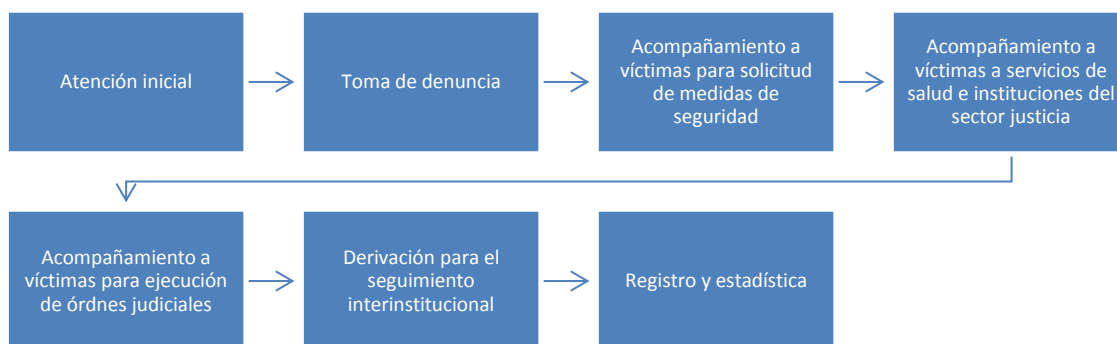 Atención inicial
Toma de denuncia
Acompañamiento a
víctimas para solicitud
de medidas de
seguridad
Acompañamiento a
víctimas a servicios de
salud e instituciones del
sector justicia
Acompañamiento a
víctimas para ejecución
de órdnes judiciales
Derivación para el
seguimiento
interinstitucional
Registro y estadística